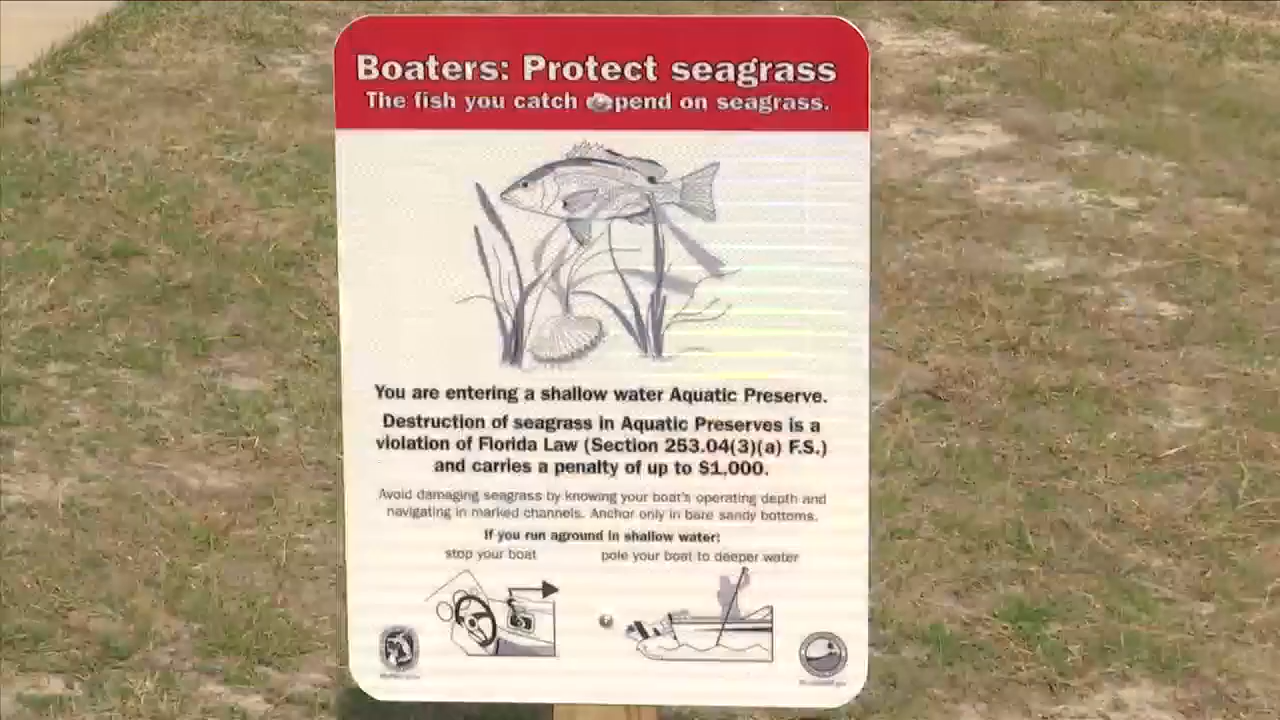 Boaters: Protect seagrass
The fish you catch depend on seagrass.
You are entering a shallow water Aquatic Preserve.
Destruction of seagrass in Aquatic Preserves is a
violation of Florida Law (Section 253.04(3)(a) F.S.)
and carries a penalty of up to $1,000.
Avoid damaging seagrass by knowing your boat's operating depth and
navigating in marked channels. Anchor only in bare sandy bottoms.
If you run aground in shallow water:
stop your boat
pole your boat to deeper water